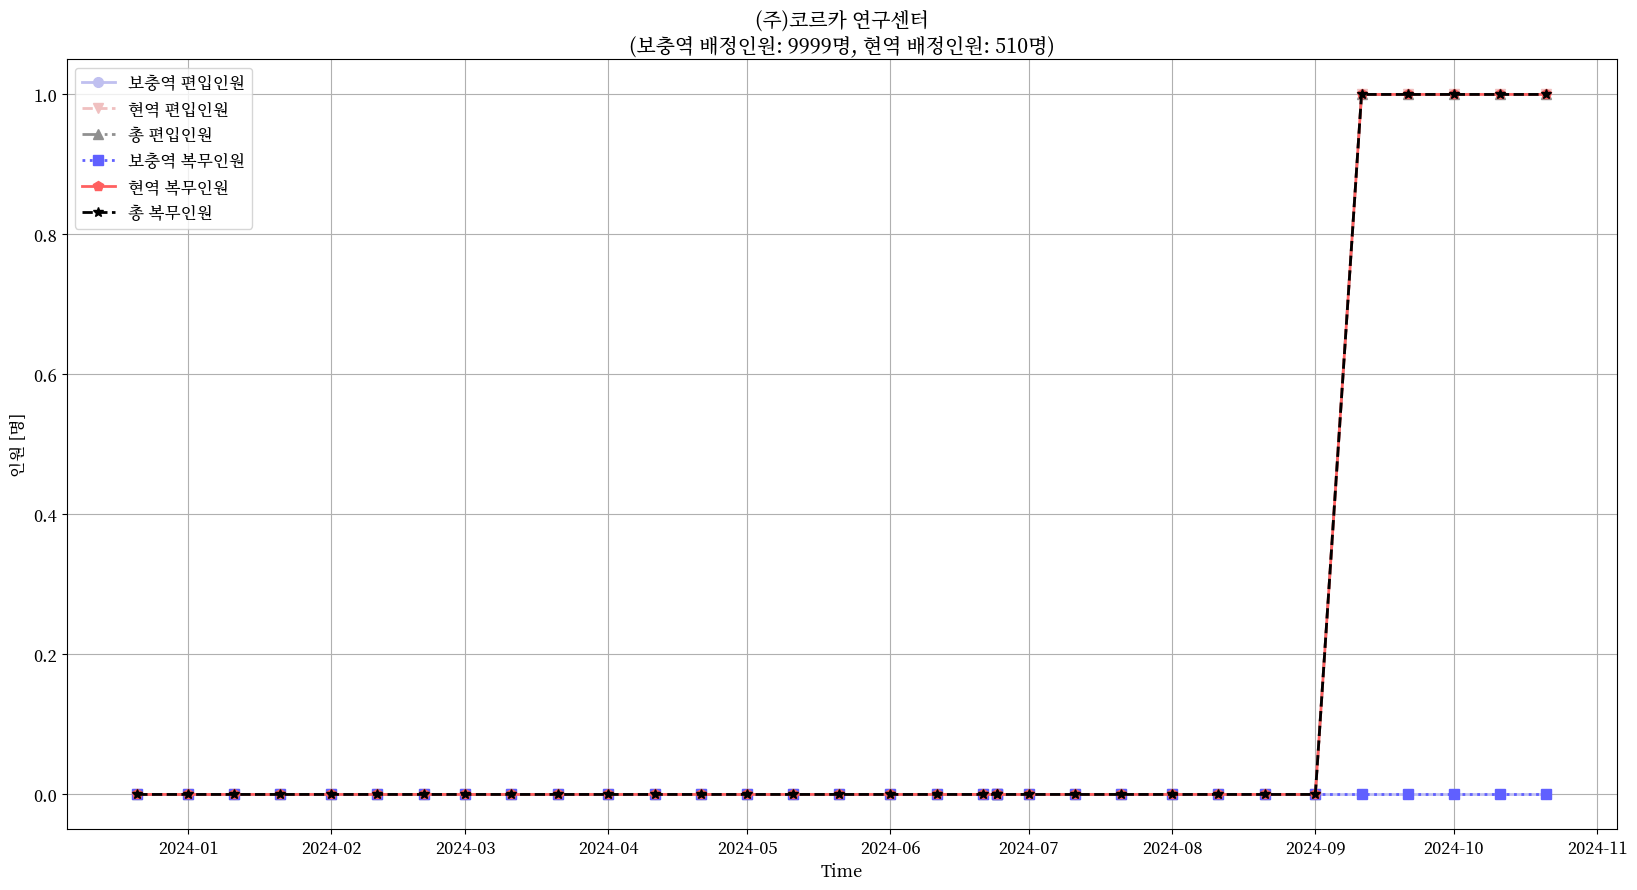 (주)코르카 연구센터
(보충역 배정인원: 9999명, 현역 배정인원: 510명)
보충역 편입인원
현역 편입인원
총 편입인원
보충역 복무인원
현역 복무인원
총 복무인원
1.0
0.8
0.6
0.4
0.2
0.0
인원 [명]
2024-01
2024-02
2024-03
2024-04
2024-05
2024-06
2024-07
2024-08
2024-09
2024-10
2024-11
Time